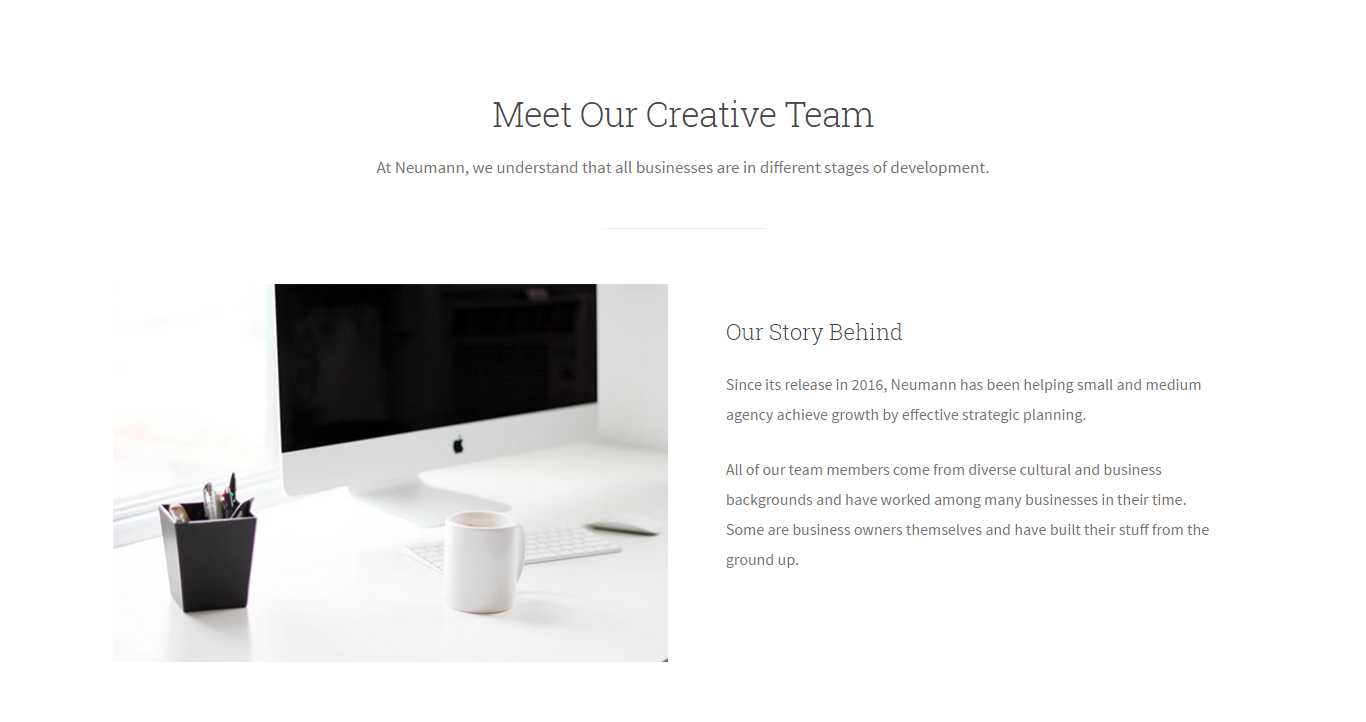 Meet Our Creative Team
At Neumann, we understand that all businesses are in different stages of development.
Our Story Behind
Since its release in 2016, Neumann has been helping small and medium
agency achieve growth by effective strategic planning.
All of our team members come from diverse cultural and business
backgrounds and have worked among many businesses in their time.
Some are business owners themselves and have built their stuff from the
ground up.